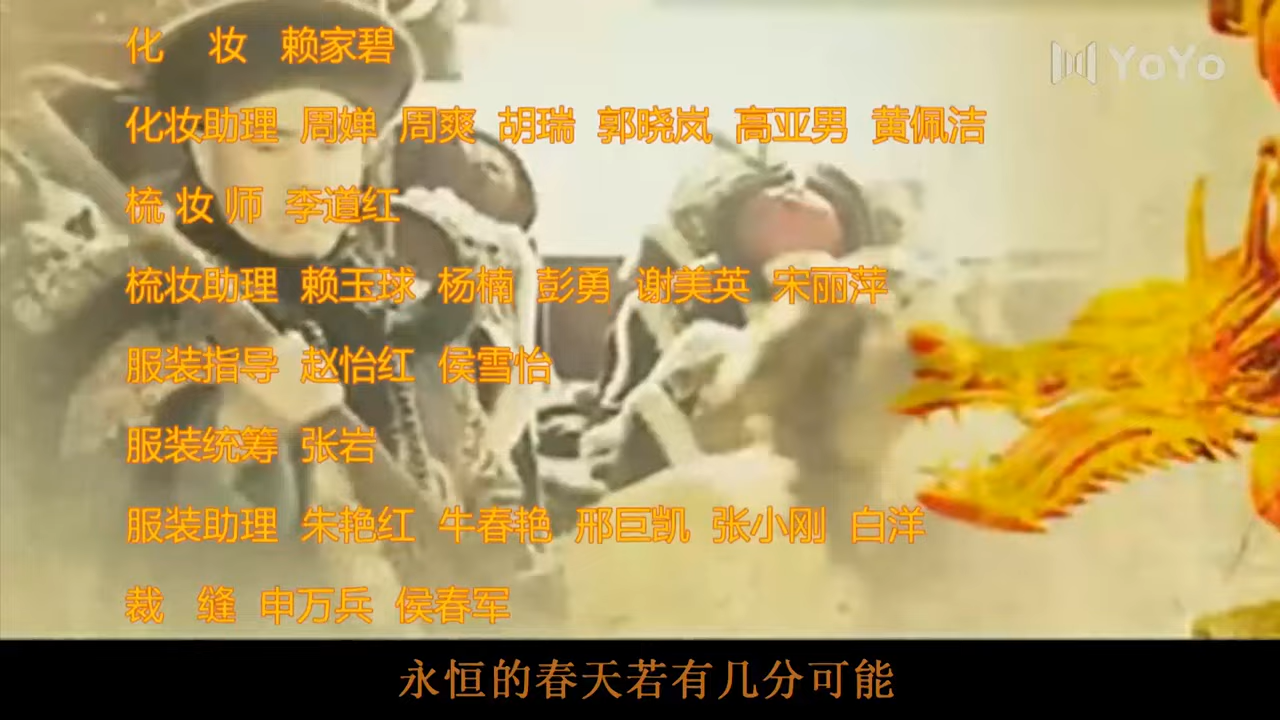 化 妆 赖家碧
YoYo
化妆助理 周婵 周爽 胡瑞 郭晓岚 高亚男 黄佩洁
梳 妆 师 李道红
梳妆助理 赖玉球 杨楠 彭勇 谢美英 宋丽萍
服装指导 赵怡红 侯雪怡
服装统筹 张岩
服装助理 朱艳红 牛春艳 邢巨凯 张小刚 白洋
裁 缝 申万兵 侯春军
永恒的春天若有几分可能